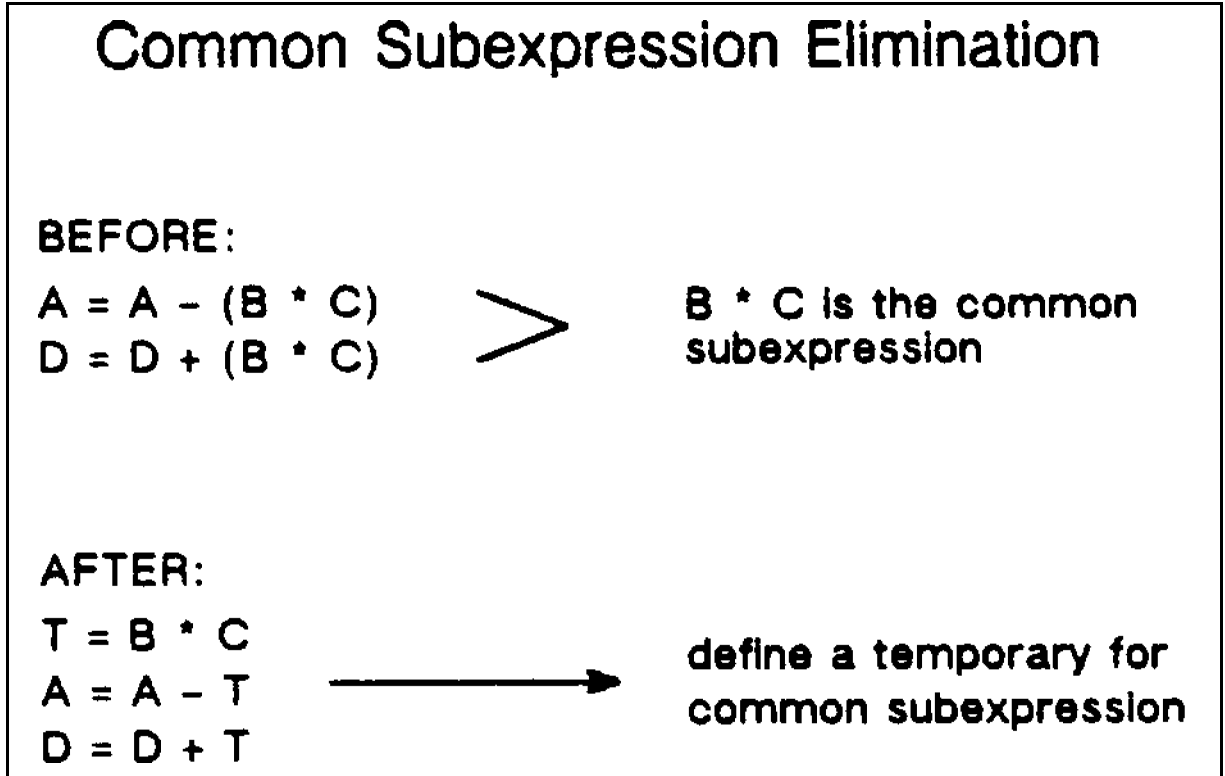 Common Subexpression Elimination
BEFORE:
A = A - (B * C)
D = D + (B * C)
B * C is the common
subexpression
AFTER:
T = B * C
A = A - T
D = D + T
define a temporary for
common subexpression